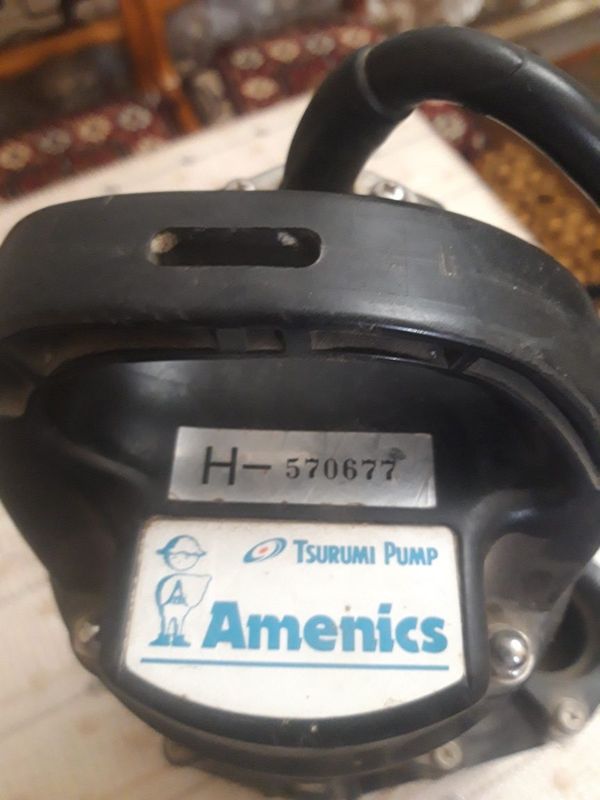 H-570677
TSURUMI PUMP
A
Amenics